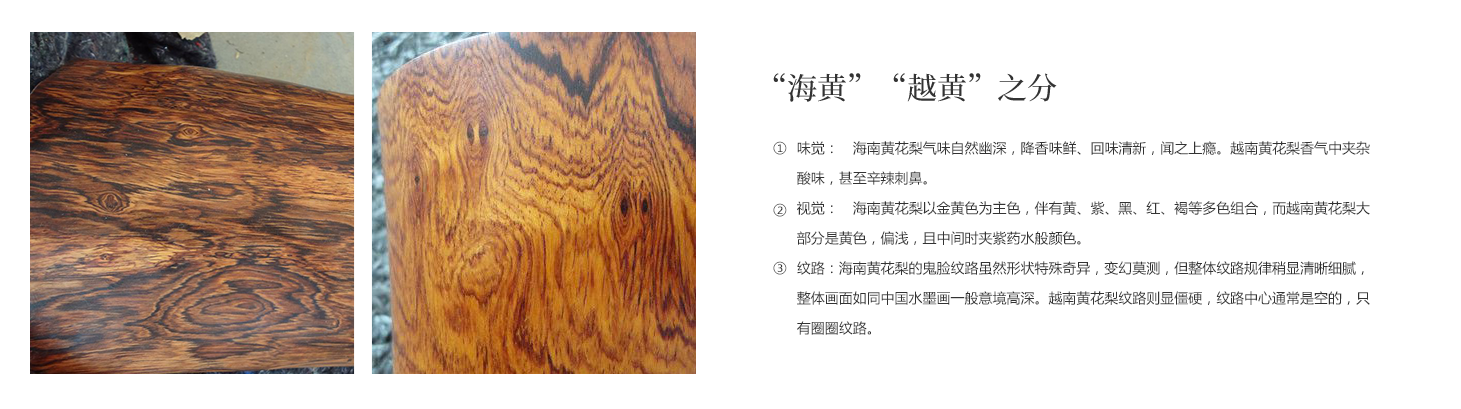 “海黄”“越黄”之分
① 味觉： 海南黄花梨气味自然幽深，降香味鲜、回味清新，闻之上瘾。越南黄花梨香气中夹杂
酸味，甚至辛辣刺鼻。
② 视觉： 海南黄花梨以金黄色为主色，伴有黄、紫、黑、红、褐等多色组合，而越南黄花梨大
部分是黄色，偏浅，且中间时夹紫药水般颜色。
③ 纹路：海南黄花梨的鬼脸纹路虽然形状特殊奇异，变幻莫测，但整体纹路规律稍显清晰细腻，
整体画面如同中国水墨画一般意境高深。越南黄花梨纹路则显僵硬，纹路中心通常是空的，只
有圈圈纹路。